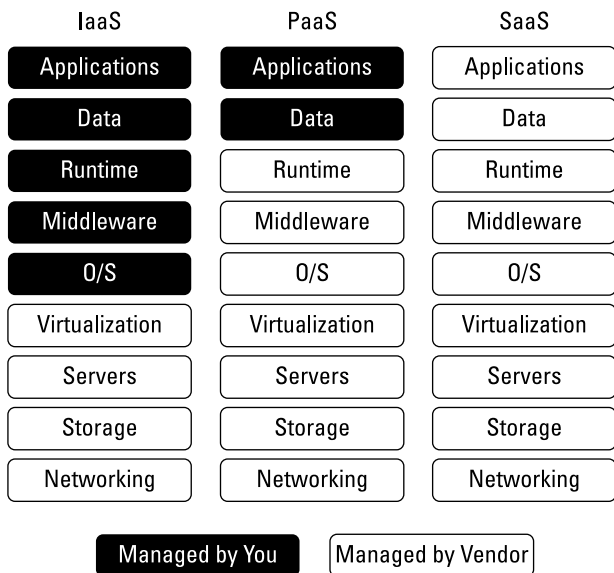 IaaS PaaS SaaS
Applications Applications Applications
Data Data Data
Runtime Runtime Runtime
Middleware Middleware Middleware
O/S O/S O/S
Virtualization Virtualization Virtualization
Servers Servers Servers
Storage Storage Storage
Networking Networking Networking
Managed by You Managed by Vendor